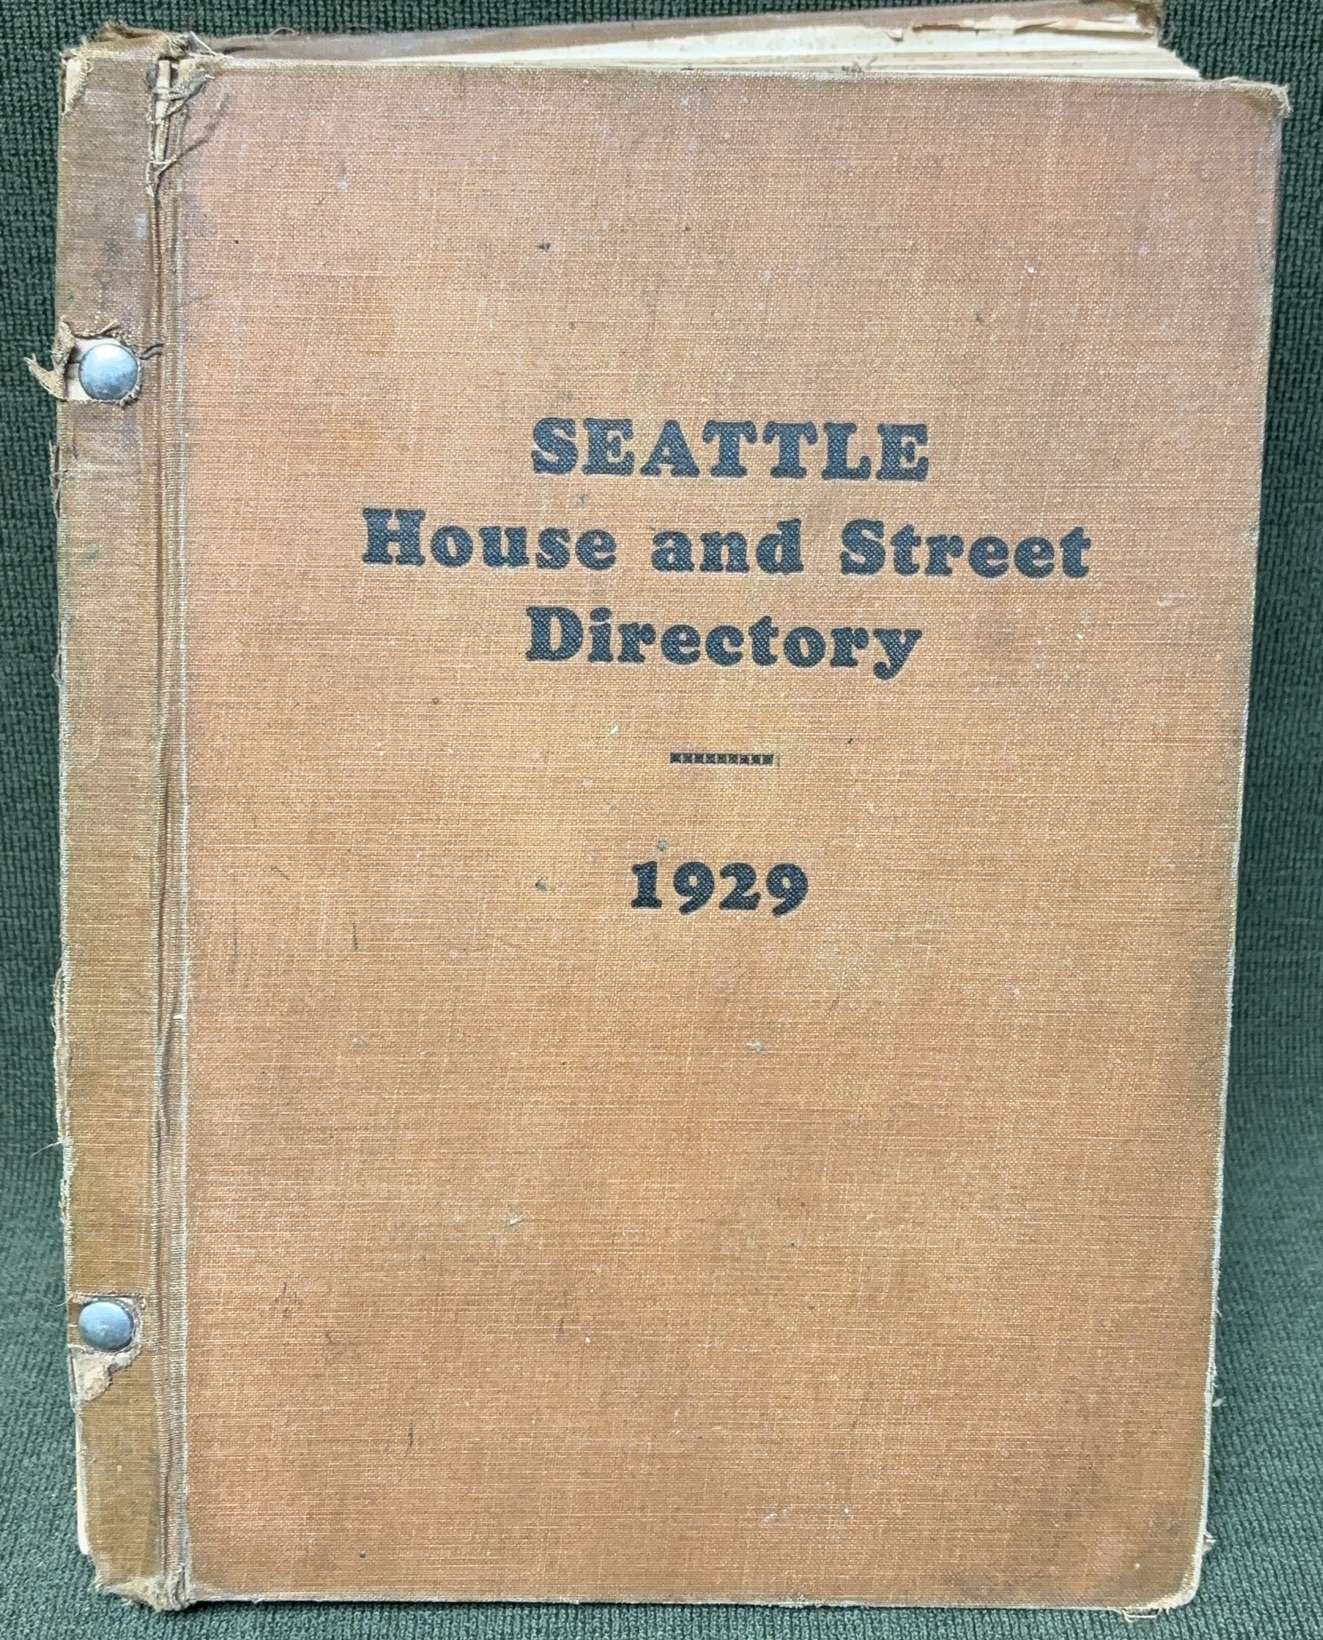 SEATTLE
House and Street
Directory
1929